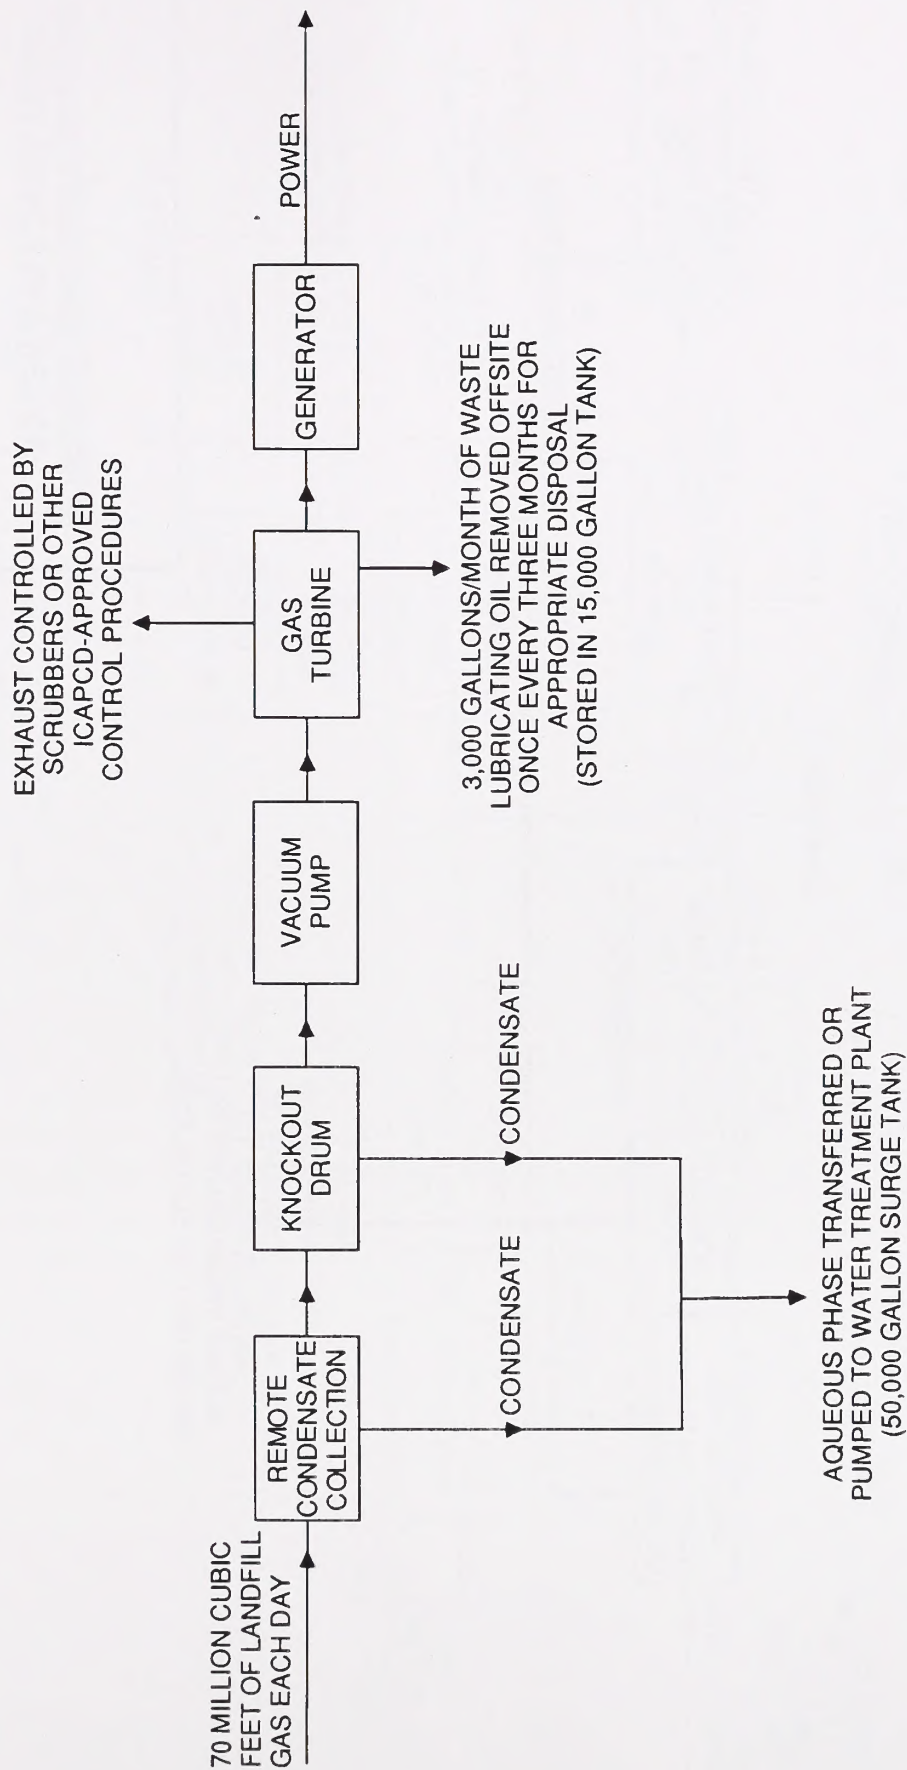 70 MILLION CUBIC
FEET OF LANDFILL
GAS EACH DAY
REMOTE
CONDENSATE
COLLECTION
KNOCKOUT
DRUM
VACUUM
PUMP
GAS
TURBINE
GENERATOR
POWER
EXHAUST CONTROLLED BY
SCRUBBERS OR OTHER
ICAPCD-APPROVED
CONTROL PROCEDURES
CONDENSATE
CONDENSATE
3,000 GALLONS/MONTH OF WASTE
LUBRICATING OIL REMOVED OFFSITE
ONCE EVERY THREE MONTHS FOR
APPROPRIATE DISPOSAL
(STORED IN 15,000 GALLON TANK)
AQUEOUS PHASE TRANSFERRED OR
PUMPED TO WATER TREATMENT PLANT
(50,000 GALLON SURGE TANK)